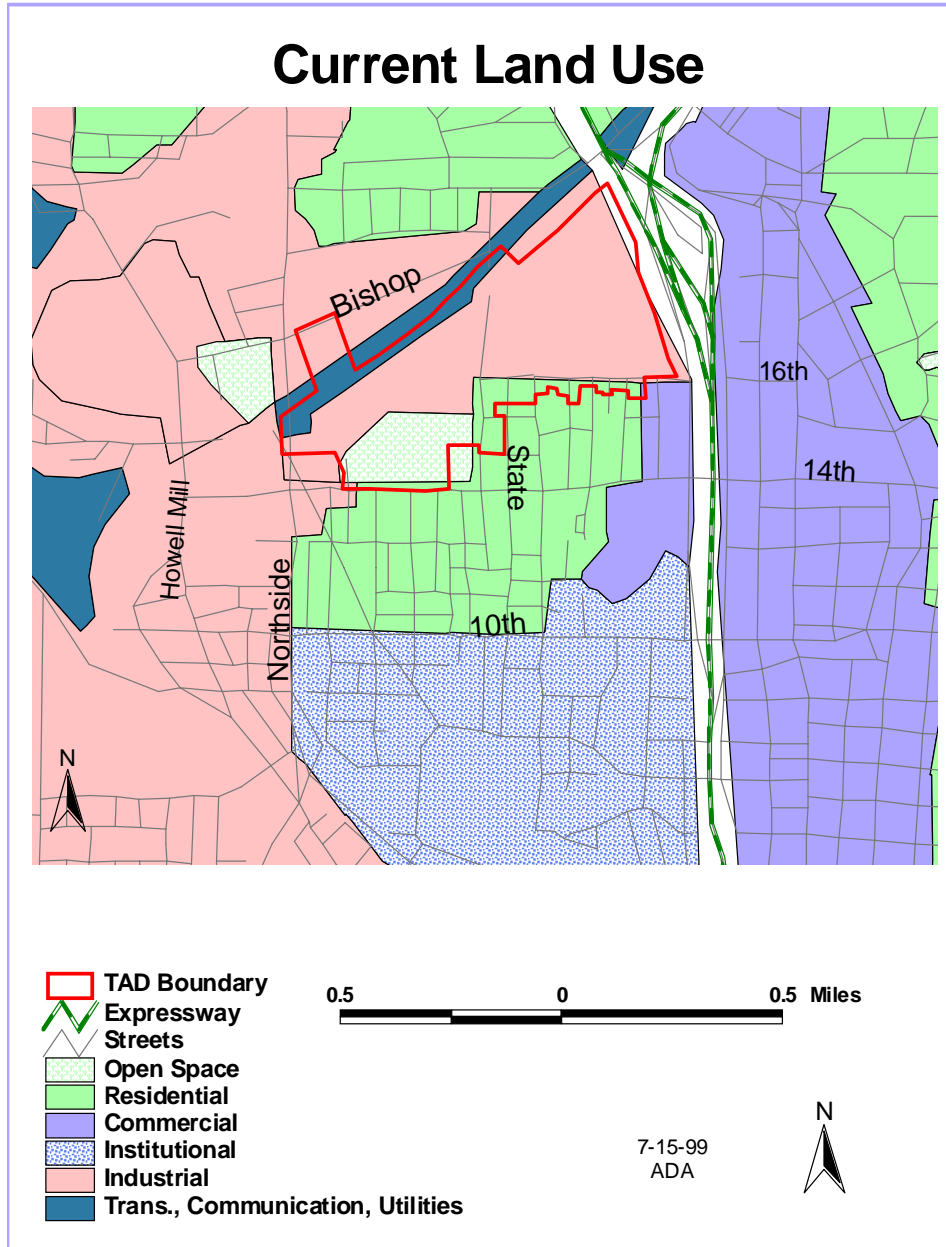 Current Land Use
Bishop
16th
14th
State
Howell Mill
Northside
10th
N
TAD Boundary
Expressway
Streets
Open Space
Residential
Commercial
Institutional
Industrial
Trans., Communication, Utilities
0.5 0 0.5 Miles
7-15-99
ADA
N